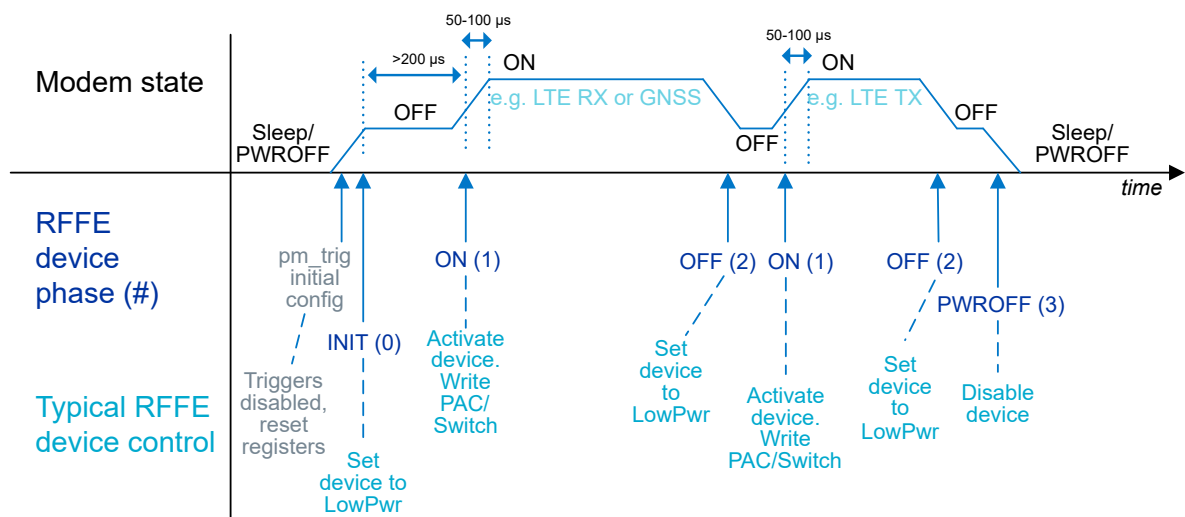 50-100 µs
50-100 µs
>200 µs
ON
ON
Modem state
e.g. LTE RX or GNSS
e.g. LTE TX
OFF
OFF
OFF
Sleep/
PWROFF
Sleep/
PWROFF
time
RFFE
device
phase (#)
pm_trig
initial
config
INIT (0)
ON (1)
OFF (2)
ON (1)
OFF (2)
PWROFF (3)
Typical RFFE
device control
Triggers
disabled,
reset
registers
Set
device to
LowPwr
Activate
device.
Write
PAC/
Switch
Set
device
to
LowPwr
Activate
device.
Write
PAC/Switch
Set
device
to
LowPwr
Disable
device